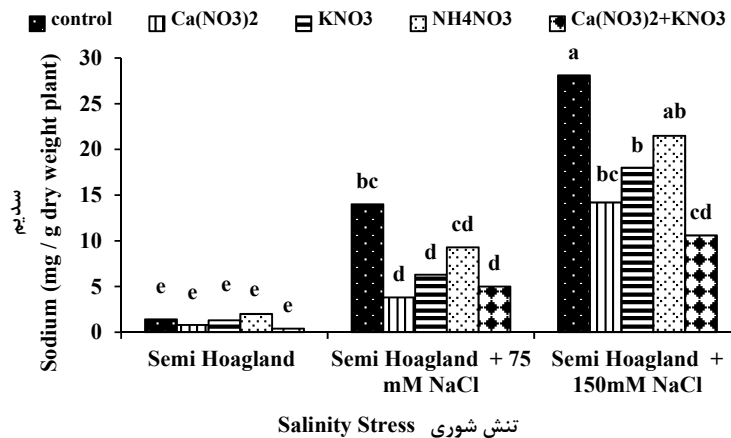 control Ca(NO3)2 KNO3 NH4NO3 Ca(NO3)2+KNO3
سدیم
Sodium (mg / g dry weight plant)
30
25
20
15
10
5
0
e e e e e
bc d d cd d
a bc b ab cd
Semi Hoagland
Semi Hoagland + 75
mM NaCl
Semi Hoagland +
150mM NaCl
Salinity Stress تنش شوری